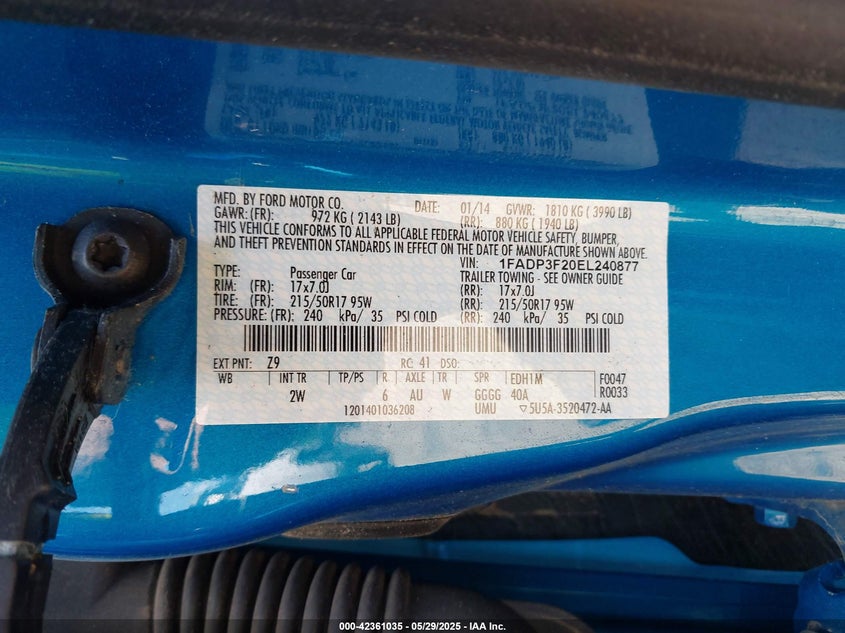 MFD. BY FORD MOTOR CO. DATE: 01/14 GVWR: 1810 KG ( 3990 LB)
GAWR: (FR): 972 KG ( 2143 LB) (RR): 880 KG ( 1940 LB)
THIS VEHICLE CONFORMS TO ALL APPLICABLE FEDERAL MOTOR VEHICLE SAFETY, BUMPER,
AND THEFT PREVENTION STANDARDS IN EFFECT ON THE DATE OF MANUFACTURE SHOWN ABOVE.
VIN: 1FADP3F20EL240877
TYPE: Passenger Car TRAILER TOWING - SEE OWNER GUIDE
RIM: (FR): 17x7.0J (RR): 17x7.0J
TIRE: (FR): 215/50R17 95W (RR): 215/50R17 95W
PRESSURE: (FR): 240 kPa/ 35 PSI COLD (RR): 240 kPa/ 35 PSI COLD
EXT PNT: Z9 RC: 41 DSO:
WB INT TR TP/PS R AXLE TR SPR EDH1M F0047
2W 6 AU W GGGG 40A R0033
1201401036208 UMU ▽5U5A-3520472-AA
000-42361035 - 05/29/2025 - IAA Inc.